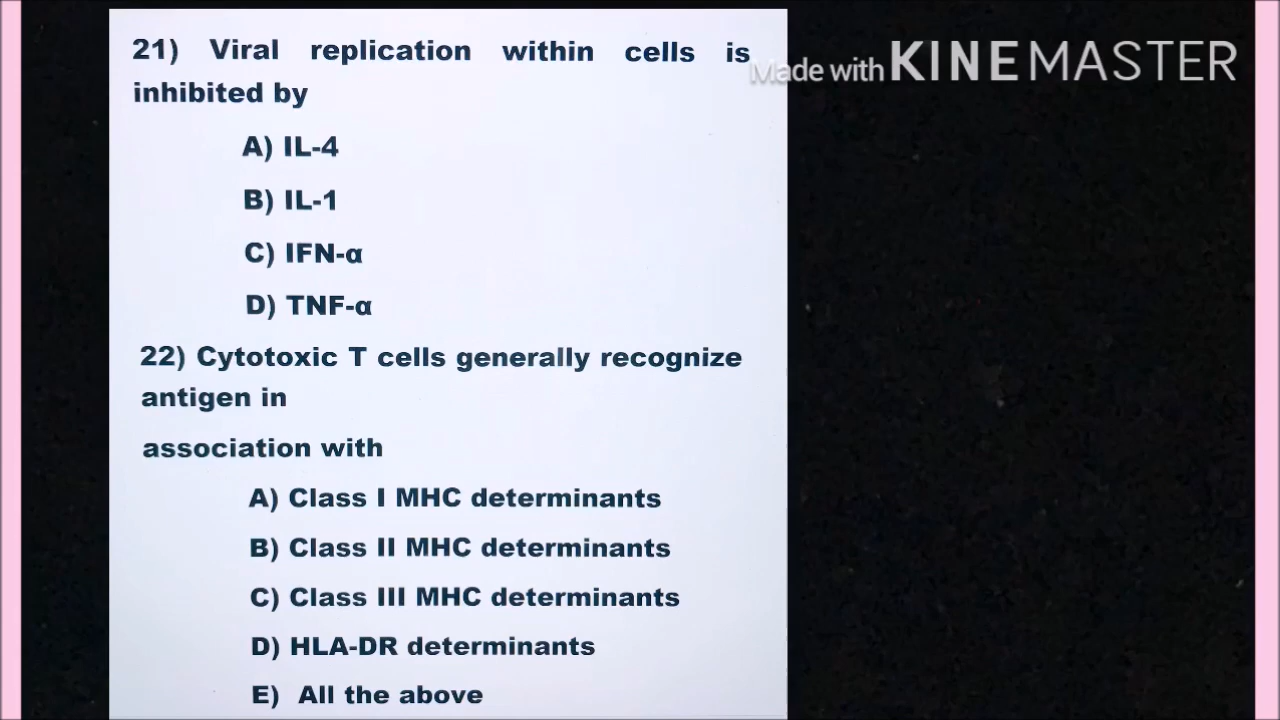 21) Viral replication within cells is
inhibited by
A) IL-4
B) IL-1
C) IFN-α
D) TNF-α
22) Cytotoxic T cells generally recognize
antigen in
association with
A) Class I MHC determinants
B) Class II MHC determinants
C) Class III MHC determinants
D) HLA-DR determinants
E) All the above
Made with KINEMASTER